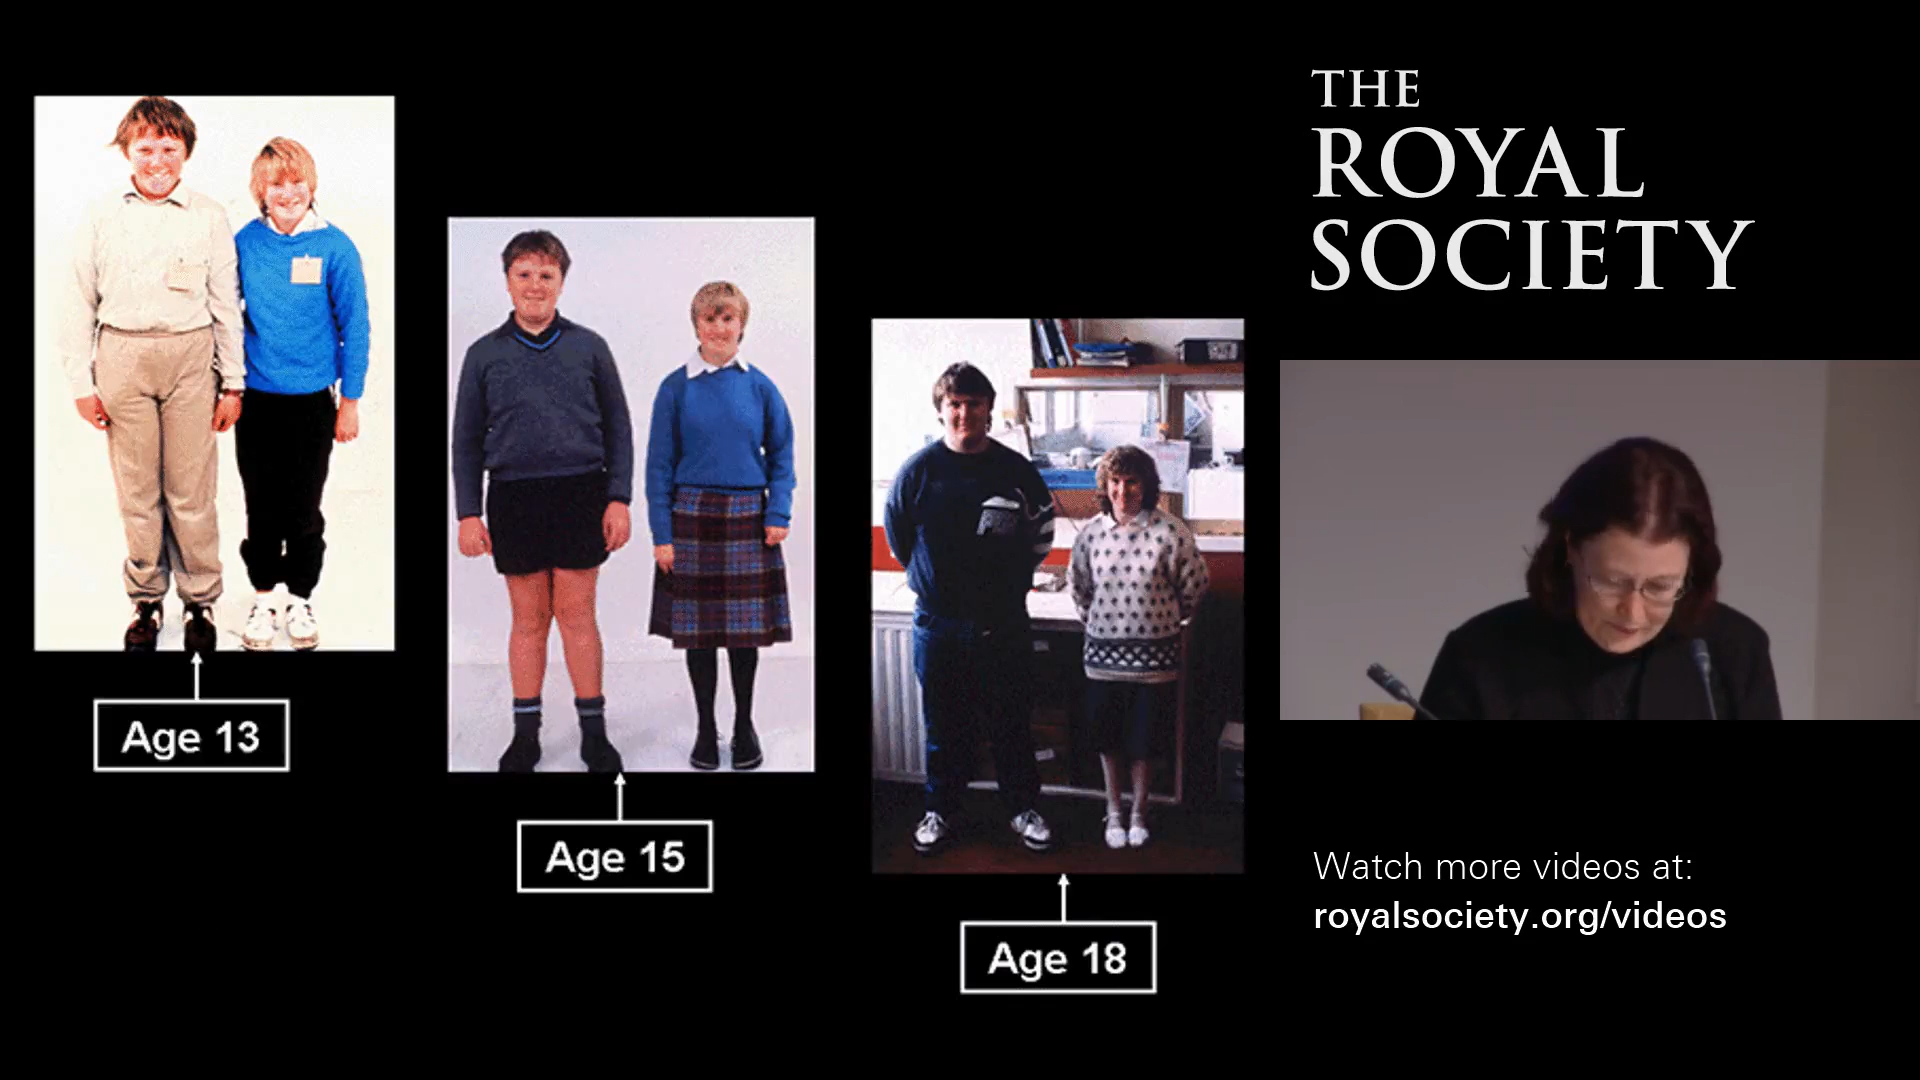 THE
ROYAL
SOCIETY
Age 13
Age 15
Age 18
Watch more videos at:
royalsociety.org/videos